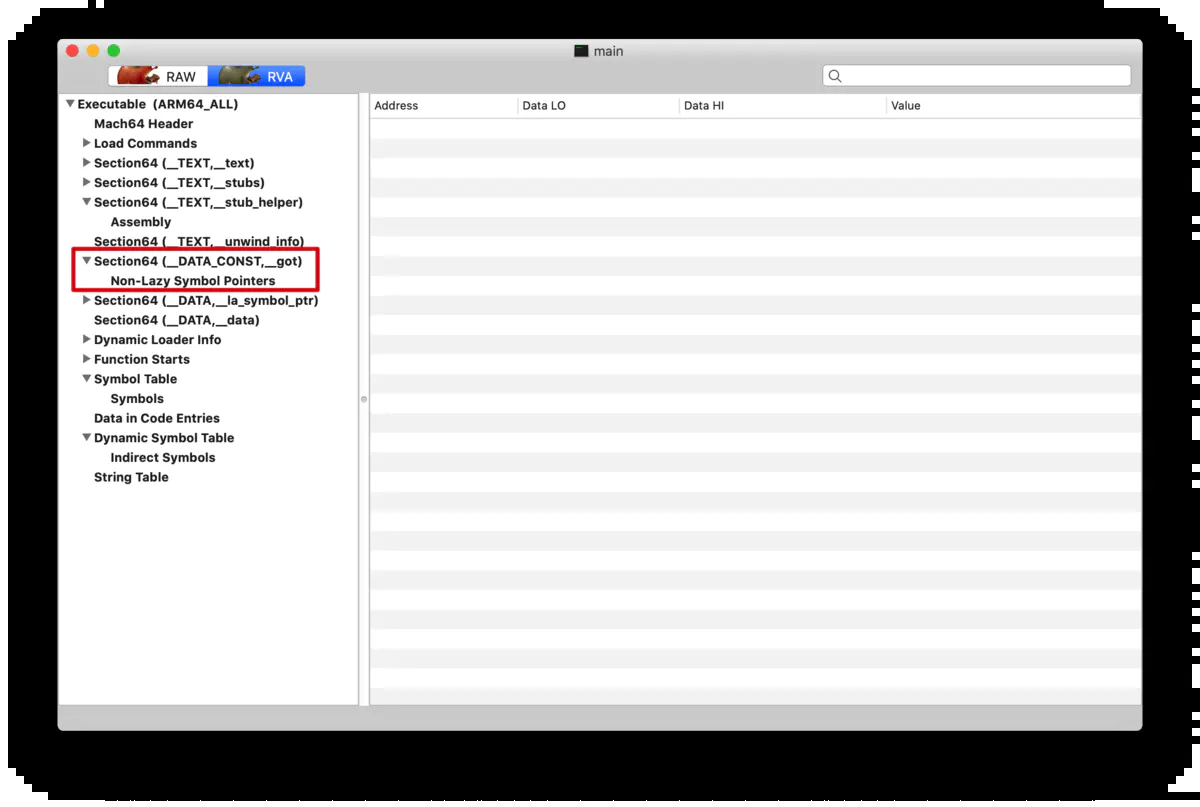 main
RAW RVA
Address Data LO Data HI Value
Executable (ARM64_ALL)
Mach64 Header
Load Commands
Section64 (__TEXT,__text)
Section64 (__TEXT,__stubs)
Section64 (__TEXT,__stub_helper)
Assembly
Section64 (__TEXT,__unwind_info)
Section64 (__DATA_CONST,__got)
Non-Lazy Symbol Pointers
Section64 (__DATA,__la_symbol_ptr)
Section64 (__DATA,__data)
Dynamic Loader Info
Function Starts
Symbol Table
Symbols
Data in Code Entries
Dynamic Symbol Table
Indirect Symbols
String Table